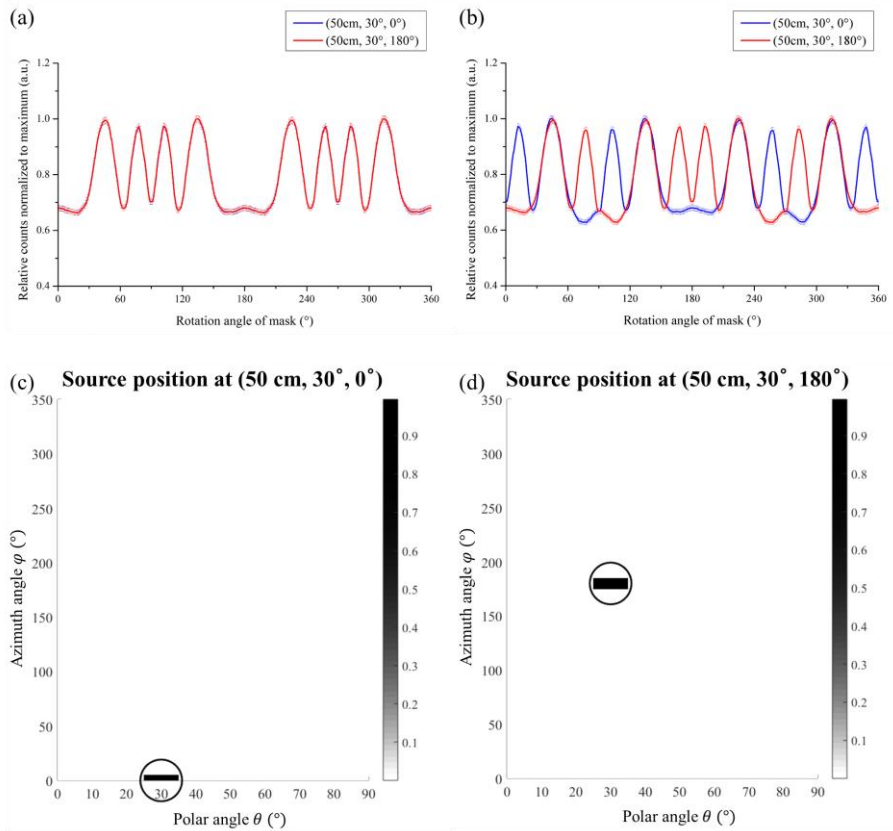 (a)
(50cm, 30°, 0°)
(50cm, 30°, 180°)
Relative counts normalized to maximum (a.u.)
1.2
1.0
0.8
0.6
0.4
0 60 120 180 240 300 360
Rotation angle of mask (°)
(b)
(50cm, 30°, 0°)
(50cm, 30°, 180°)
Relative counts normalized to maximum (a.u.)
1.2
1.0
0.8
0.6
0.4
0 60 120 180 240 300 360
Rotation angle of mask (°)
(c) Source position at (50 cm, 30˚, 0˚)
Azimuth angle φ (°)
350
300
250
200
150
100
50
0
0 10 20 30 40 50 60 70 80 90
Polar angle θ (°)
0.9
0.8
0.7
0.6
0.5
0.4
0.3
0.2
0.1
(d) Source position at (50 cm, 30˚, 180˚)
Azimuth angle φ (°)
350
300
250
200
150
100
50
0
0 10 20 30 40 50 60 70 80 90
Polar angle θ (°)
0.9
0.8
0.7
0.6
0.5
0.4
0.3
0.2
0.1